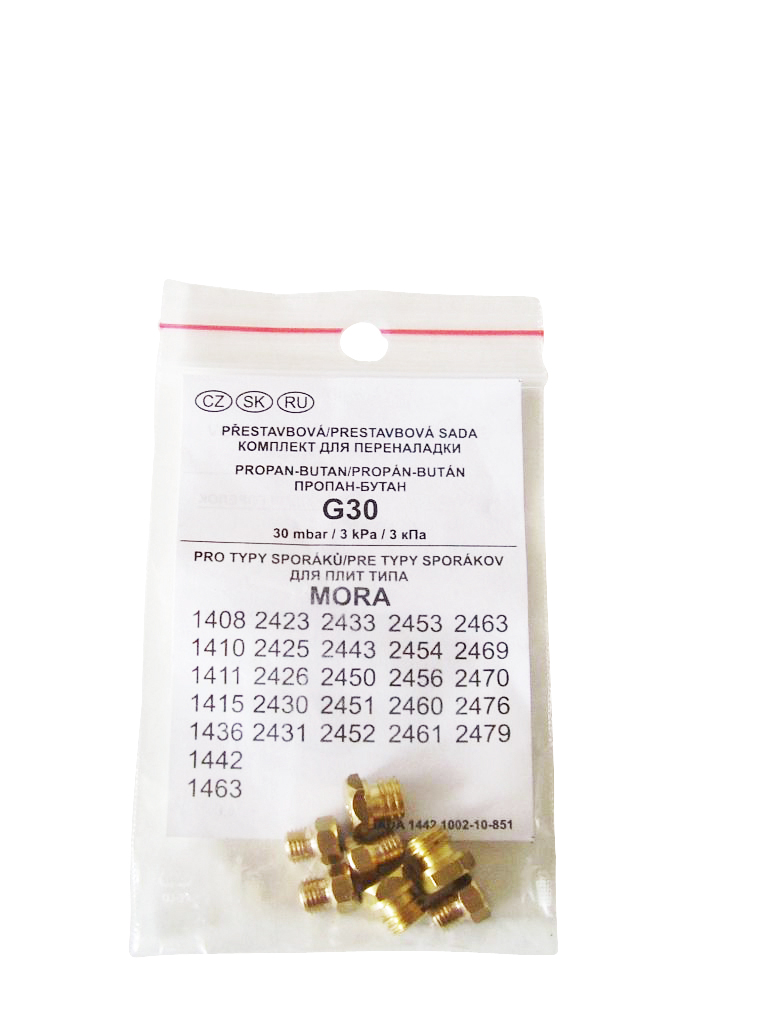 CZ SK RU
PŘESTAVBOVÁ/PRESTAVBOVÁ SADA
КОМПЛЕКТ ДЛЯ ПЕРЕНАЛАДКИ
PROPAN-BUTAN/PROPÁN-BUTÁN
ПРОПАН-БУТАН
G30
30 mbar / 3 kPa / 3 кПа
PRO TYPY SPORÁKŮ/PRE TYPY SPORÁKOV
ДЛЯ ПЛИТ ТИПА
MORA
1408 2423 2433 2453 2463
1410 2425 2443 2454 2469
1411 2426 2450 2456 2470
1415 2430 2451 2460 2476
1436 2431 2452 2461 2479
1442
1463
1442 1002-10-851